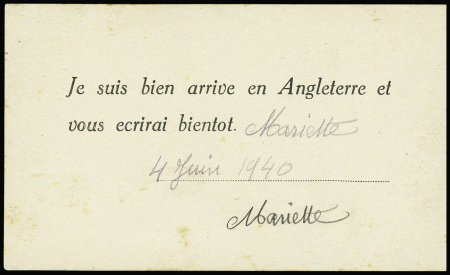 Je suis bien arrive en Angleterre et
vous ecrirai bientot. Mariette
4 Juin 1940
Mariette